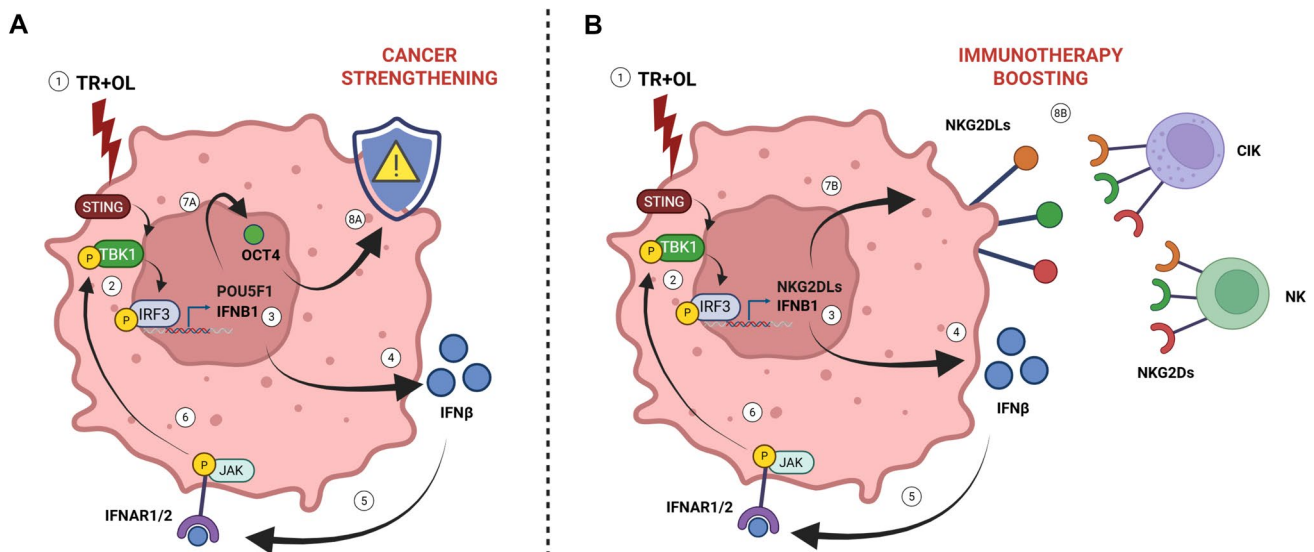 A
CANCER
STRENGTHENING
1 TR+OL
STING
7A
8A
P TBK1
OCT4
2
POU5F1
P IRF3
IFNB1 3
4
IFNβ
6
P JAK
5
IFNAR1/2
B
IMMUNOTHERAPY
BOOSTING
1 TR+OL
NKG2DLs
8B
CIK
STING
7B
P TBK1
2
NKG2DLs
P IRF3
IFNB1 3
4
NK
NKG2Ds
IFNβ
6
P JAK
5
IFNAR1/2